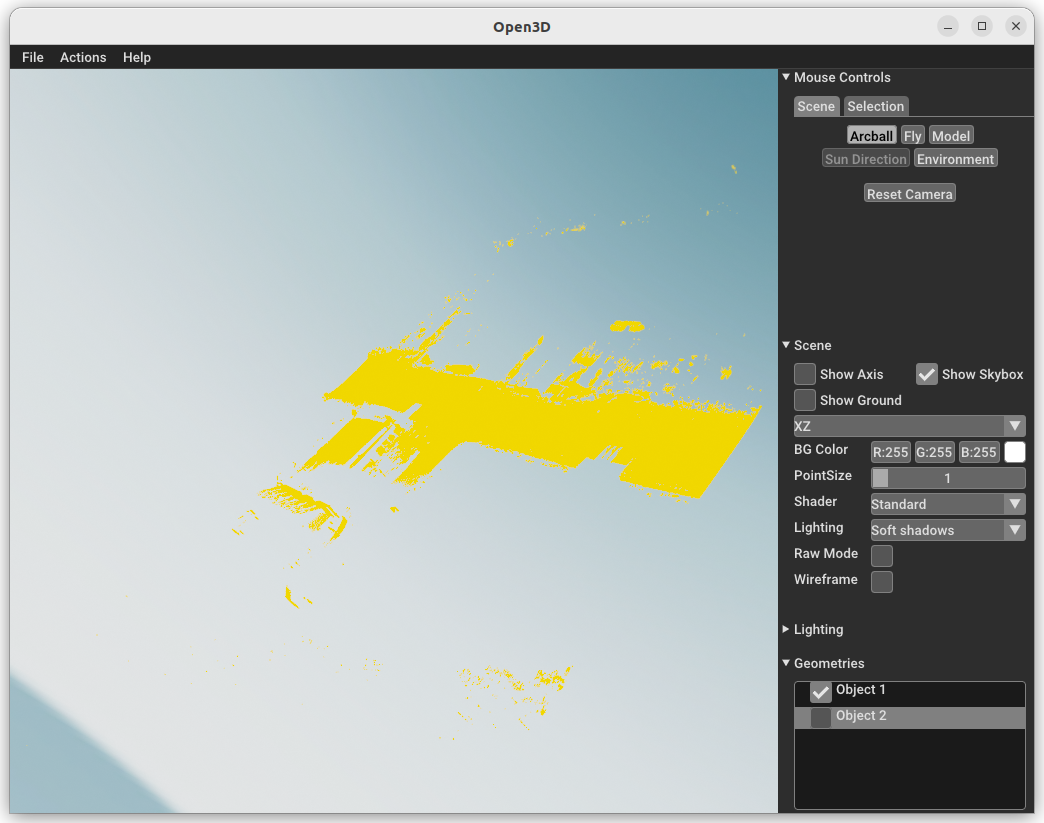 Open3D
File Actions Help
Mouse Controls
Scene Selection
Arcball Fly Model
Sun Direction Environment
Reset Camera
Scene
Show Axis Show Skybox
Show Ground
XZ
BG Color R:255 G:255 B:255
PointSize 1
Shader Standard
Lighting Soft shadows
Raw Mode
Wireframe
Lighting
Geometries
Object 1
Object 2